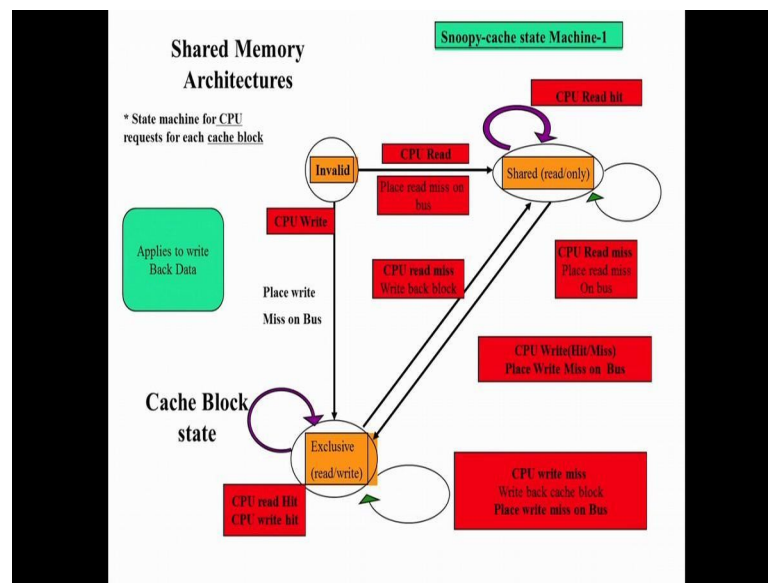 Snoopy-cache state Machine-1
Shared Memory
Architectures
CPU Read hit
* State machine for CPU
requests for each cache block
CPU Read
Invalid
Shared (read/only)
Place read miss on
bus
CPU Write
Applies to write
Back Data
CPU Read miss
Place read miss
On bus
CPU read miss
Write back block
Place write
Miss on Bus
CPU Write(Hit/Miss)
Place Write Miss on Bus
Cache Block
state
Exclusive
(read/write)
CPU write miss
Write back cache block
Place write miss on Bus
CPU read Hit
CPU write hit